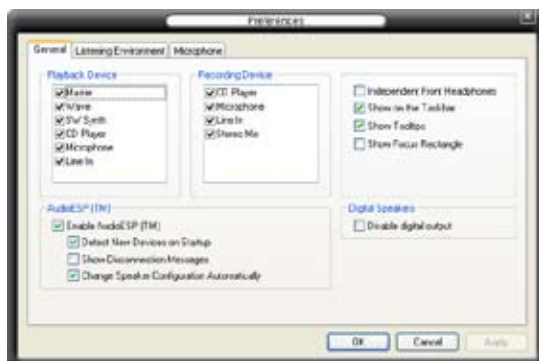 Preferences
General
Listening Environment
Microphone
Playback Device
Master
Wave
SW Synth
CD Player
Microphone
Line In
Recording Device
CD Player
Microphone
Line In
Stereo Mix
Independent Front Headphones
Show on the Taskbar
Show Tooltips
Show Focus Rectangle
AudioESP (TM)
Enable AudioESP (TM)
Detect New Devices on Startup
Show Disconnection Messages
Change Speaker Configuration Automatically
Digital Speakers
Disable digital output
OK
Cancel
Apply